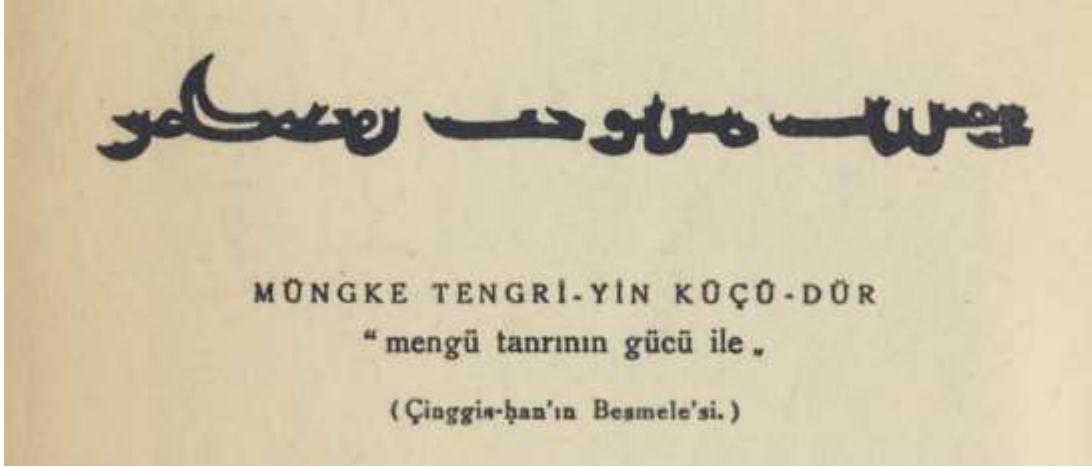 MÜNGKE TENGRİ-YİN KÜÇÜ-DÜR
“ mengü tanrının gücü ile „
( Çinggis-ḫan'ın Besmele'si. )